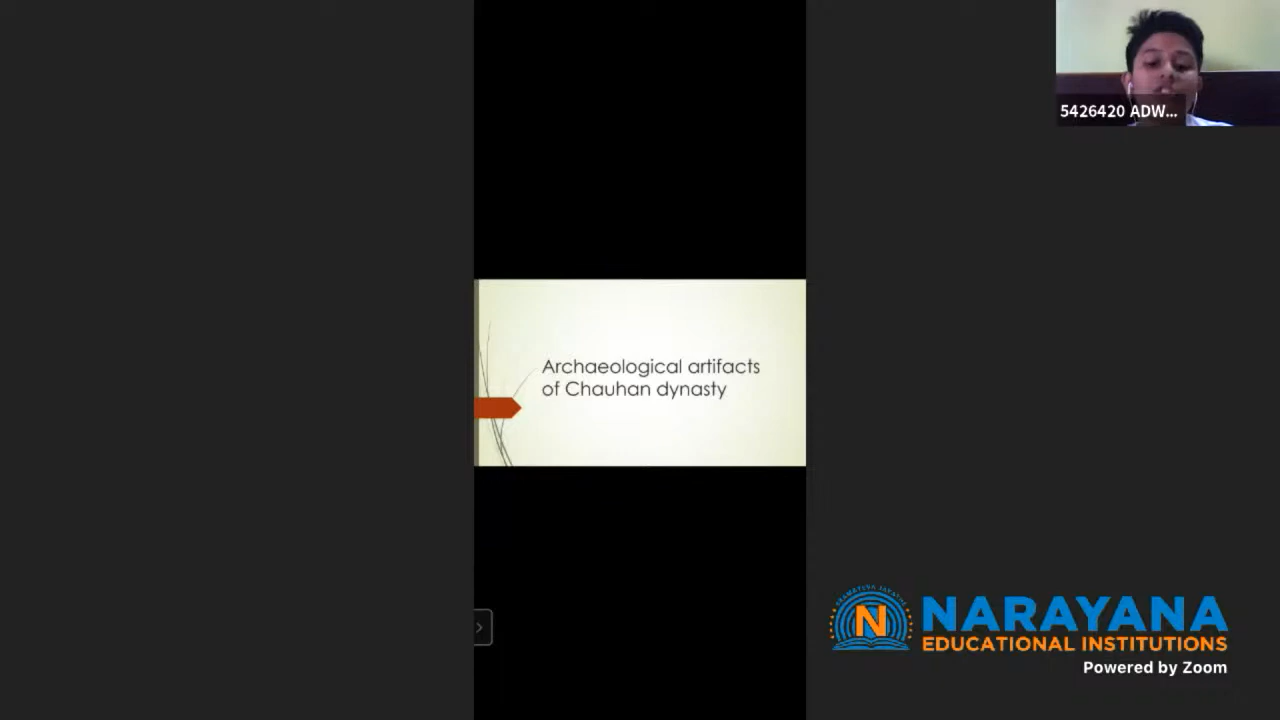 5426420 ADW...
Archaeological artifacts
of Chauhan dynasty
N
NARAYANA
EDUCATIONAL INSTITUTIONS
Powered by Zoom